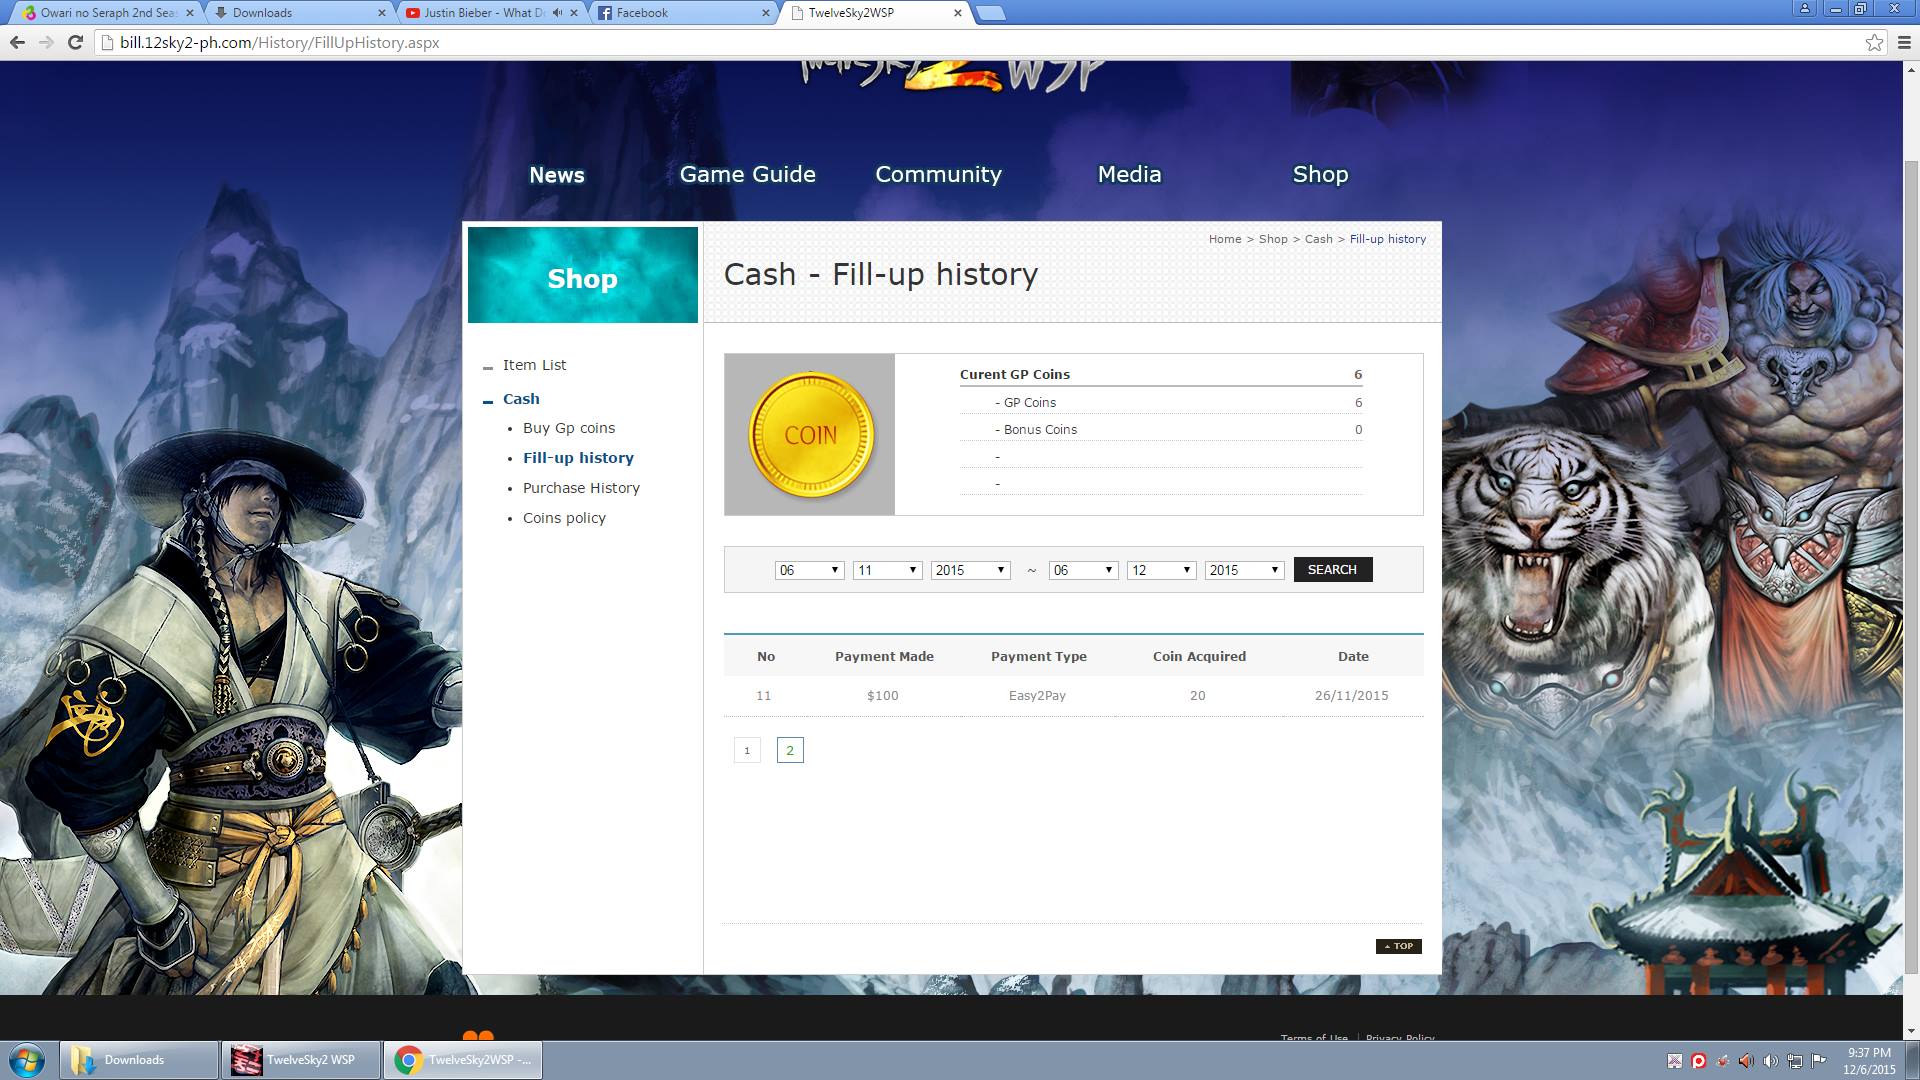 Owari no Seraph 2nd Sea
Downloads
Justin Bieber - What D
Facebook
TwelveSky2WSP
bill.12sky2-ph.com/History/FillUpHistory.aspx
TwelveSky2 WSP
News Game Guide Community Media Shop
Shop
Home > Shop > Cash > Fill-up history
Cash - Fill-up history
Item List
Cash
Buy Gp coins
Fill-up history
Purchase History
Coins policy
COIN
Curent GP Coins 6
- GP Coins 6
- Bonus Coins 0
-
-
06 11 2015 ~ 06 12 2015 SEARCH
No Payment Made Payment Type Coin Acquired Date
11 $100 Easy2Pay 20 26/11/2015
1 2
TOP
Terms of Use | Privacy Policy
Downloads
TwelveSky2 WSP
TwelveSky2WSP -...
9:37 PM
12/6/2015